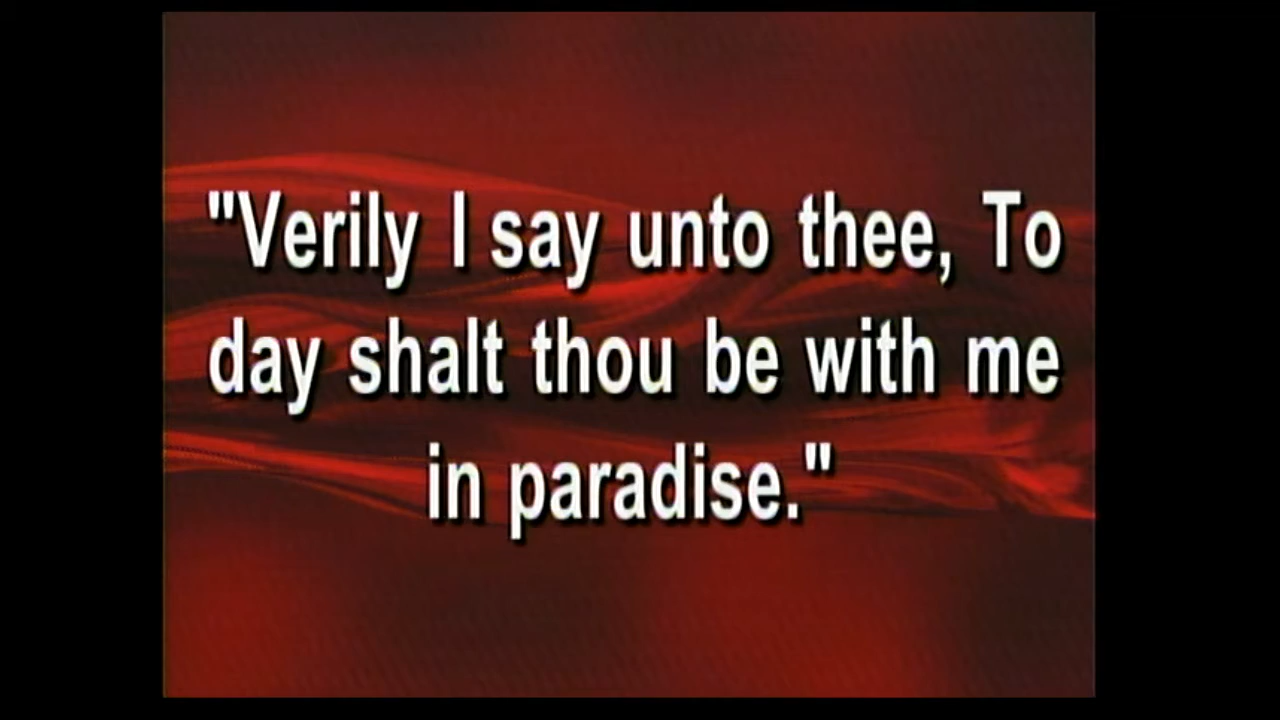 "Verily I say unto thee, To
day shalt thou be with me
in paradise."